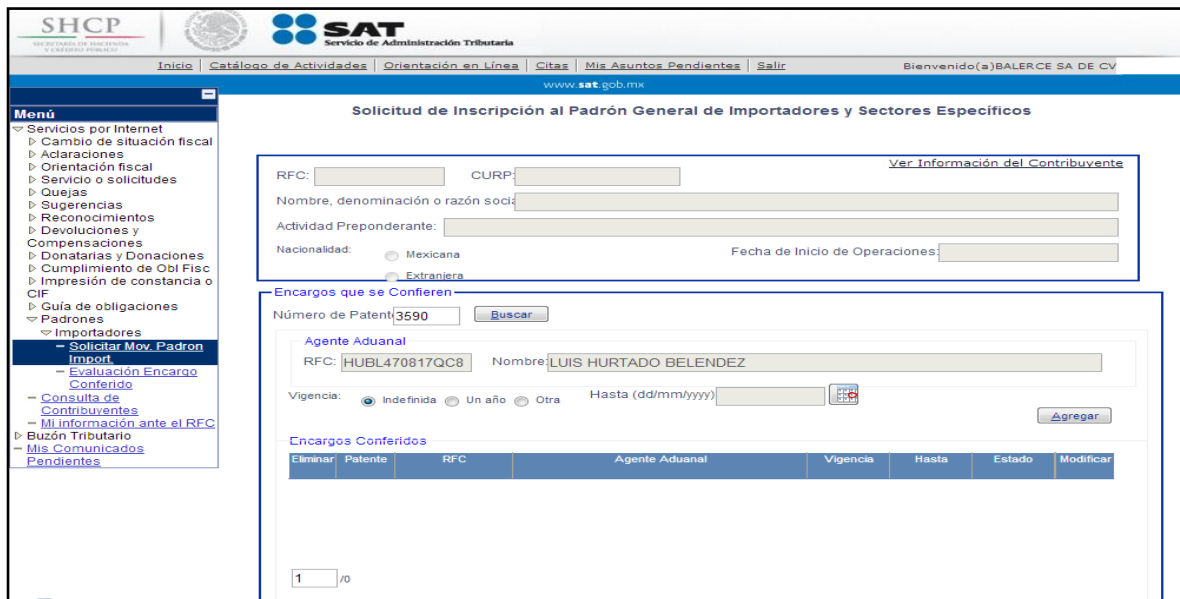 SHCP
SECRETARÍA DE HACIENDA
Y CRÉDITO PÚBLICO
SAT
Servicio de Administración Tributaria
Inicio | Catálogo de Actividades | Orientación en Línea | Citas | Mis Asuntos Pendientes | Salir
Bienvenido(a)BALERCE SA DE CV
www.sat.gob.mx
Menú
Servicios por Internet
Cambio de situación fiscal
Aclaraciones
Orientación fiscal
Servicio o solicitudes
Quejas
Sugerencias
Reconocimientos
Devoluciones y
Compensaciones
Donatarias y Donaciones
Cumplimiento de Obl Fisc
Impresión de constancia o
CIF
Guía de obligaciones
Padrones
Importadores
Solicitar Mov. Padron
Import.
Evaluación Encargo
Conferido
Consulta de
Contribuyentes
Mi información ante el RFC
Buzón Tributario
Mis Comunicados
Pendientes
Solicitud de Inscripción al Padrón General de Importadores y Sectores Específicos
Ver Información del Contribuyente
RFC: CURP:
Nombre, denominación o razón socia
Actividad Preponderante:
Nacionalidad: Mexicana Fecha de Inicio de Operaciones:
Extranjera
Encargos que se Confieren
Número de Patent 3590 Buscar
Agente Aduanal
RFC: HUBL470817QC8 Nombre: LUIS HURTADO BELENDEZ
Vigencia: Indefinida Un año Otra Hasta (dd/mm/yyyy)
Agregar
Encargos Conferidos
Eliminar Patente RFC Agente Aduanal Vigencia Hasta Estado Modificar
1 /0